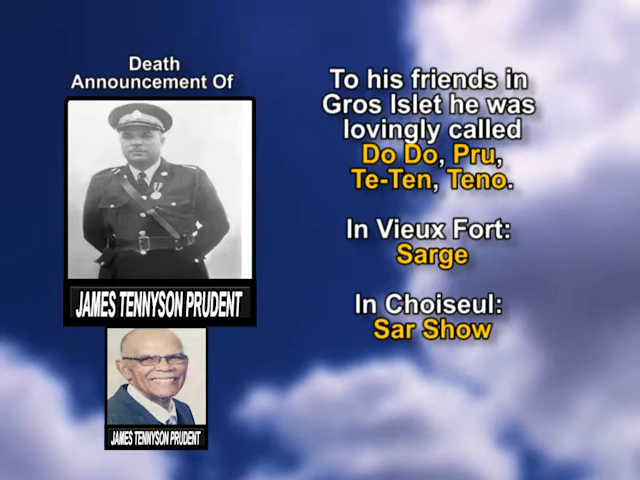 Death
Announcement Of
JAMES TENNYSON PRUDENT
JAMES TENNYSON PRUDENT
To his friends in
Gros Islet he was
lovingly called
Do Do, Pru,
Te-Ten, Teno.
In Vieux Fort:
Sarge
In Choiseul:
Sar Show